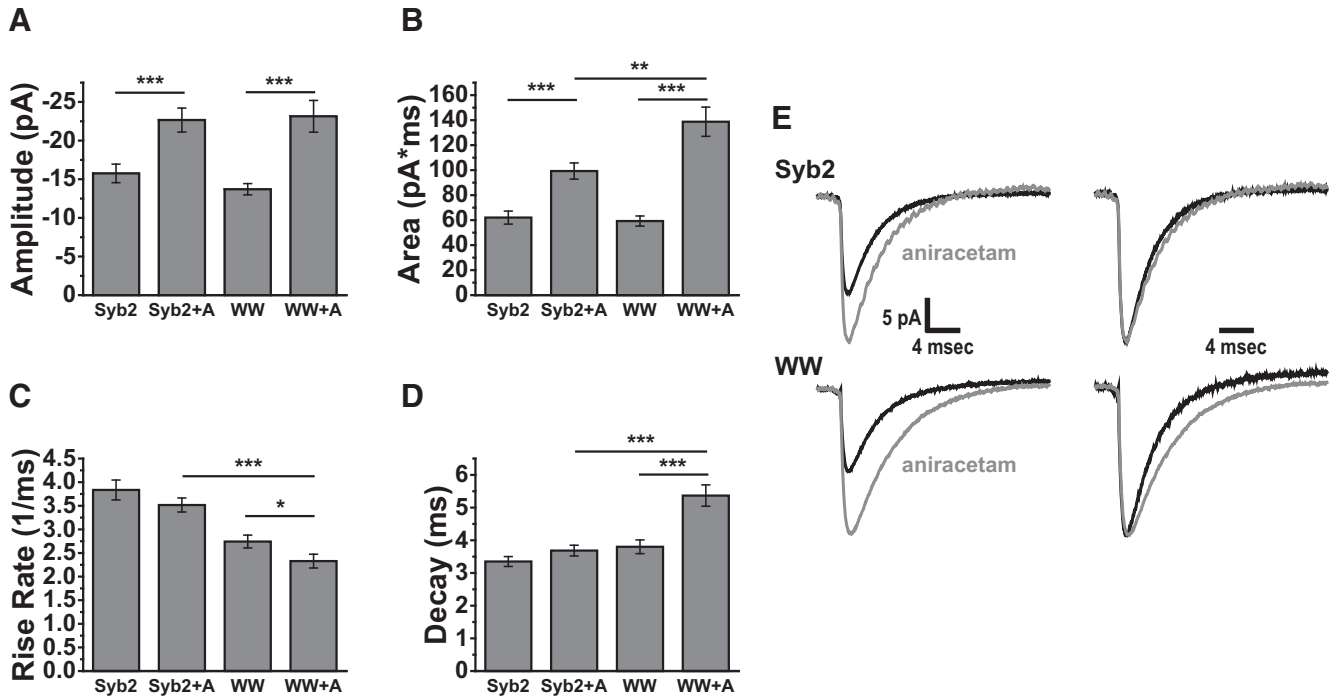 A
Amplitude (pA)
-25
-20
-15
-10
-5
0
***
***
Syb2 Syb2+A WW WW+A
B
Area (pA*ms)
160
140
120
100
80
60
40
20
0
**
***
***
Syb2 Syb2+A WW WW+A
C
Rise Rate (1/ms)
4.5
4.0
3.5
3.0
2.5
2.0
1.5
1.0
0.5
0.0
***
*
Syb2 Syb2+A WW WW+A
D
Decay (ms)
6
5
4
3
2
1
0
***
***
Syb2 Syb2+A WW WW+A
E
Syb2
aniracetam
5 pA
4 msec
4 msec
WW
aniracetam